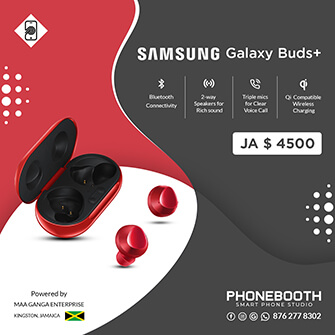 SAMSUNG Galaxy Buds+
Bluetooth
Connectivity
2-way
Speakers for
Rich sound
Triple mics
for Clear
Voice Call
Qi Compatible
Wireless
Charging
JA $ 4500
Powered by
MAA GANGA ENTERPRISE
KINGSTON, JAMAICA
PHONEBOOTH
SMART PHONE STUDIO
876 277 8302